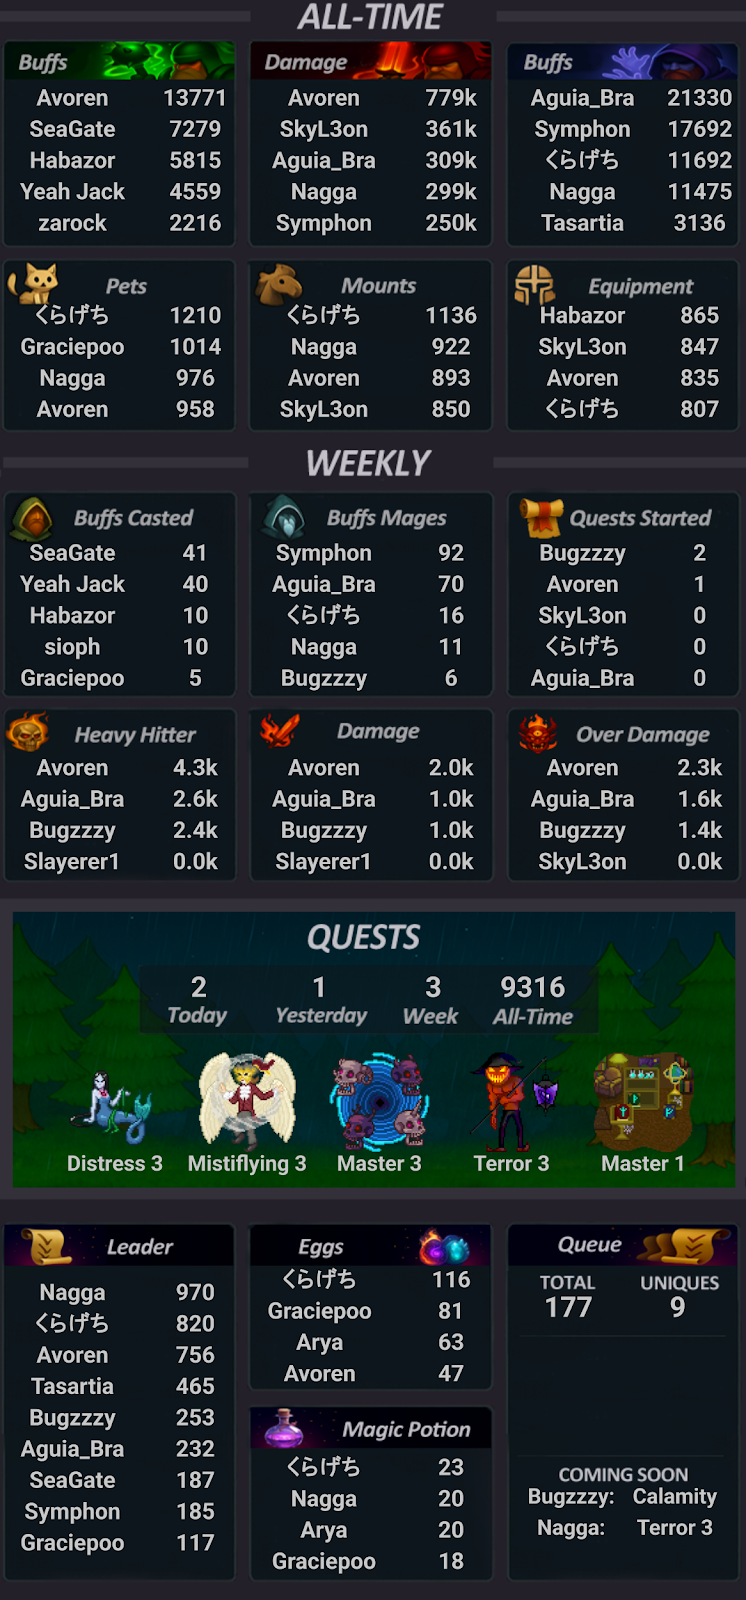 ALL-TIME
Buffs
Avoren 13771
SeaGate 7279
Habazor 5815
Yeah Jack 4559
zarock 2216
Damage
Avoren 779k
SkyL3on 361k
Aguia_Bra 309k
Nagga 299k
Symphon 250k
Buffs
Aguia_Bra 21330
Symphon 17692
くらげち 11692
Nagga 11475
Tasartia 3136
Pets
くらげち 1210
Graciepoo 1014
Nagga 976
Avoren 958
Mounts
くらげち 1136
Nagga 922
Avoren 893
SkyL3on 850
Equipment
Habazor 865
SkyL3on 847
Avoren 835
くらげち 807
WEEKLY
Buffs Casted
SeaGate 41
Yeah Jack 40
Habazor 10
sioph 10
Graciepoo 5
Buffs Mages
Symphon 92
Aguia_Bra 70
くらげち 16
Nagga 11
Bugzzzy 6
Quests Started
Bugzzzy 2
Avoren 1
SkyL3on 0
くらげち 0
Aguia_Bra 0
Heavy Hitter
Avoren 4.3k
Aguia_Bra 2.6k
Bugzzzy 2.4k
Slayerer1 0.0k
Damage
Avoren 2.0k
Aguia_Bra 1.0k
Bugzzzy 1.0k
Slayerer1 0.0k
Over Damage
Avoren 2.3k
Aguia_Bra 1.6k
Bugzzzy 1.4k
SkyL3on 0.0k
QUESTS
2 1 3 9316
Today Yesterday Week All-Time
Distress 3 Mistiflying 3 Master 3 Terror 3 Master 1
Leader
Nagga 970
くらげち 820
Avoren 756
Tasartia 465
Bugzzzy 253
Aguia_Bra 232
SeaGate 187
Symphon 185
Graciepoo 117
Eggs
くらげち 116
Graciepoo 81
Arya 63
Avoren 47
Magic Potion
くらげち 23
Nagga 20
Arya 20
Graciepoo 18
Queue
TOTAL UNIQUES
177 9
COMING SOON
Bugzzzy: Calamity
Nagga: Terror 3